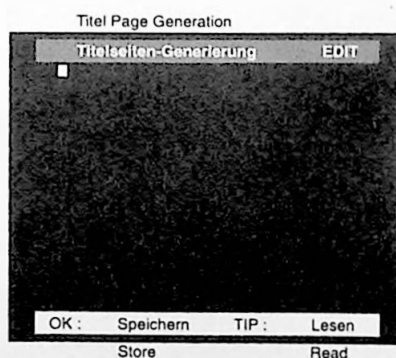 Titel Page Generation
Titelseiten-Generierung EDIT
OK : Speichern TIP : Lesen
Store Read